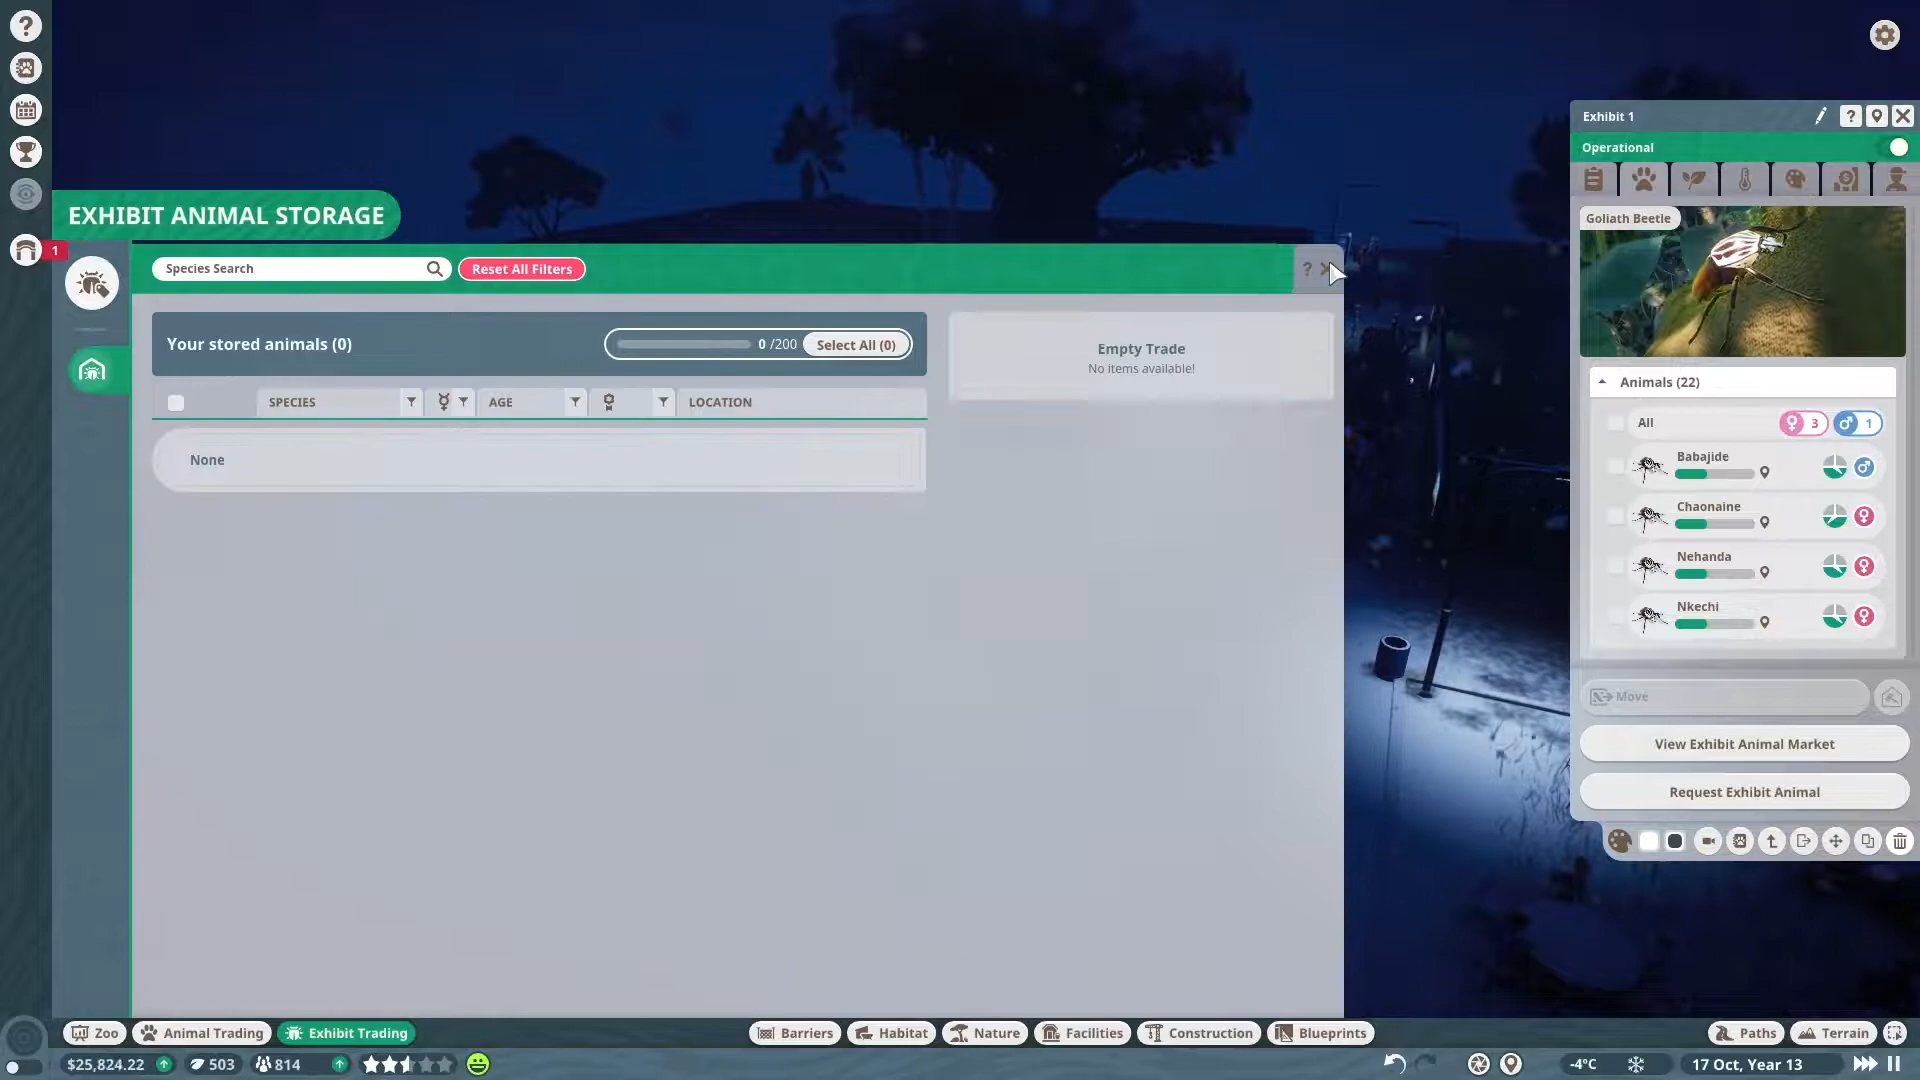 Exhibit 1
Operational
EXHIBIT ANIMAL STORAGE
Goliath Beetle
1
Species Search
Reset All Filters
?
Your stored animals (0)
0 /200
Select All (0)
Empty Trade
No items available!
SPECIES
AGE
LOCATION
None
Animals (22)
All
3
1
Babajide
Chaonaine
Nehanda
Nkechi
Move
View Exhibit Animal Market
Request Exhibit Animal
Zoo
Animal Trading
Exhibit Trading
Barriers
Habitat
Nature
Facilities
Construction
Blueprints
Paths
Terrain
$25,824.22
503
814
-4°C
17 Oct, Year 13